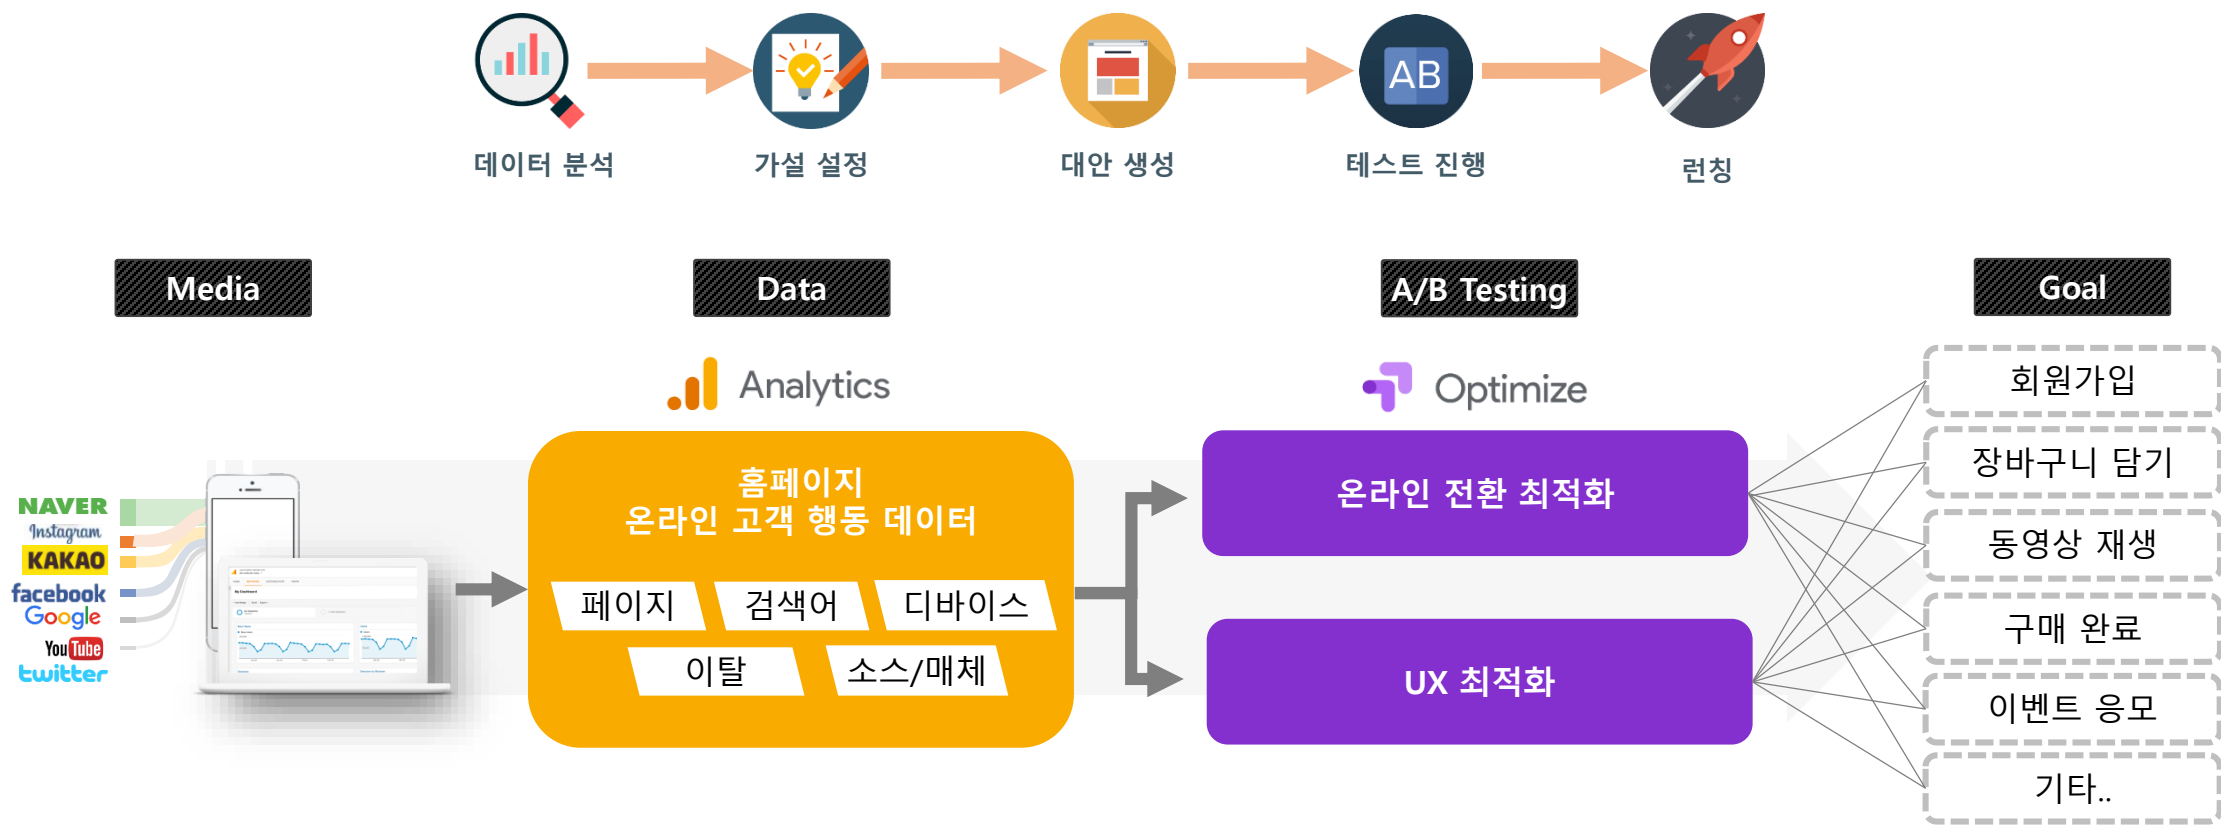 AB
데이터 분석
가설 설정
대안 생성
테스트 진행
런칭
Media
Data
A/B Testing
Goal
Analytics
Optimize
NAVER
Instagram
KAKAO
facebook
Google
YouTube
twitter
My Dashboard
홈페이지
온라인 고객 행동 데이터
페이지
검색어
디바이스
이탈
소스/매체
온라인 전환 최적화
UX 최적화
회원가입
장바구니 담기
동영상 재생
구매 완료
이벤트 응모
기타..